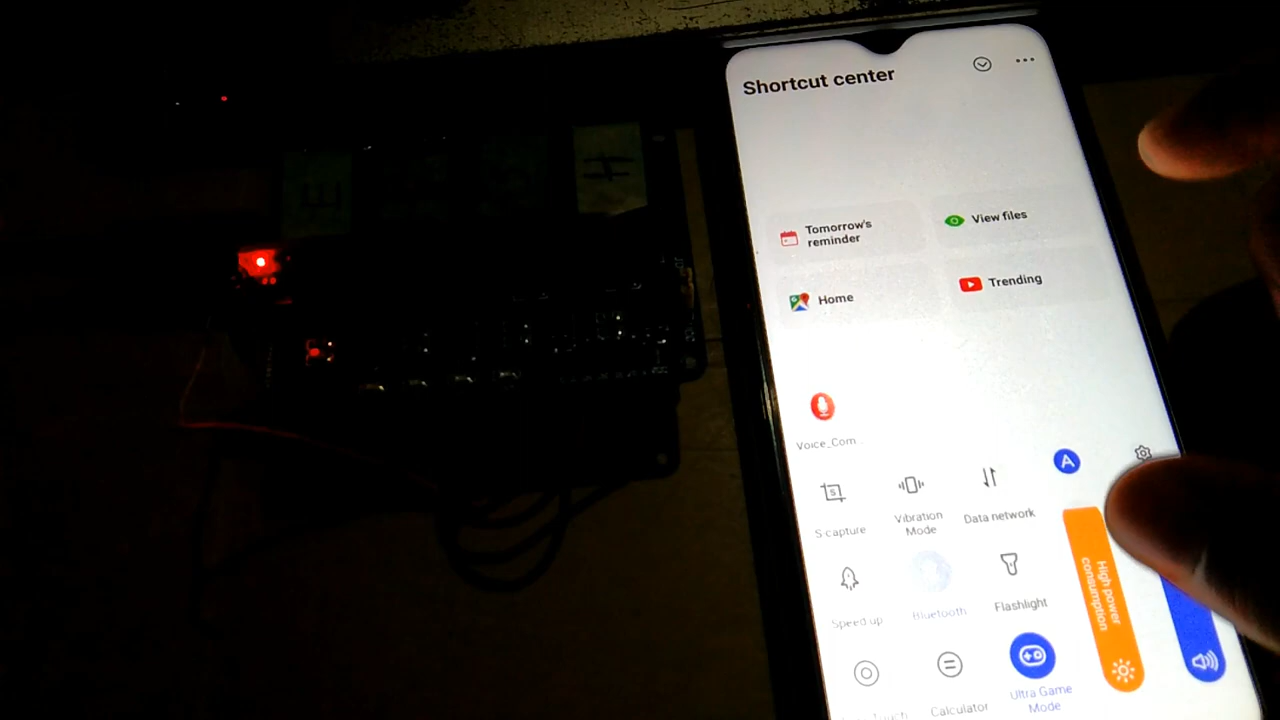 Shortcut center
Tomorrow's
reminder
View files
Home
Trending
Voice_Com...
S-capture
Vibration
Mode
Data network
A
Speed up
Bluetooth
Flashlight
High power
consumption
Calculator
Ultra Game
Mode
E
H